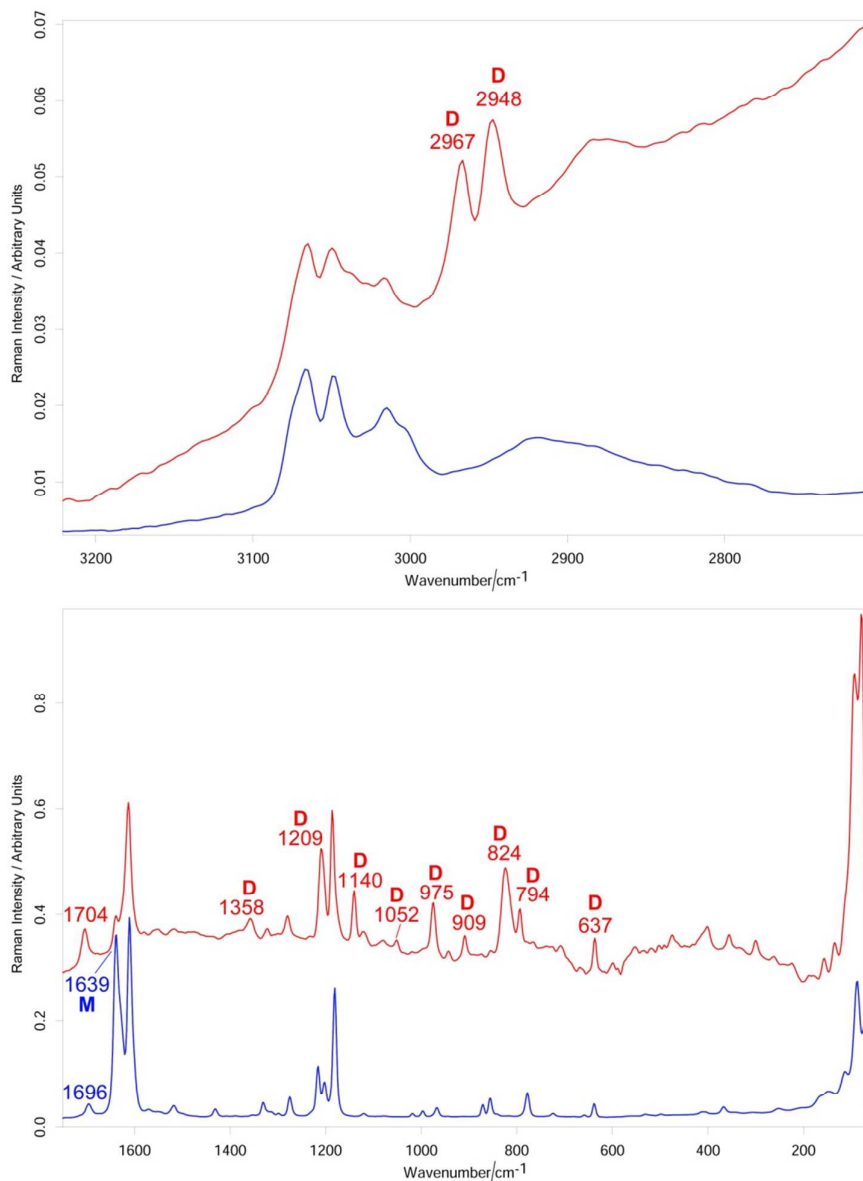 0.07
0.06
0.05
0.04
0.03
0.02
0.01
Raman Intensity / Arbitrary Units
D
2967
D
2948
3200 3100 3000 2900 2800
Wavenumber/cm-1
0.8
0.6
0.4
0.2
0.0
Raman Intensity / Arbitrary Units
1704
D
1358
D
1209
D
1140
D
1052
D
975
D
909
D
824
D
794
D
637
1639
M
1696
1600 1400 1200 1000 800 600 400 200
Wavenumber/cm-1